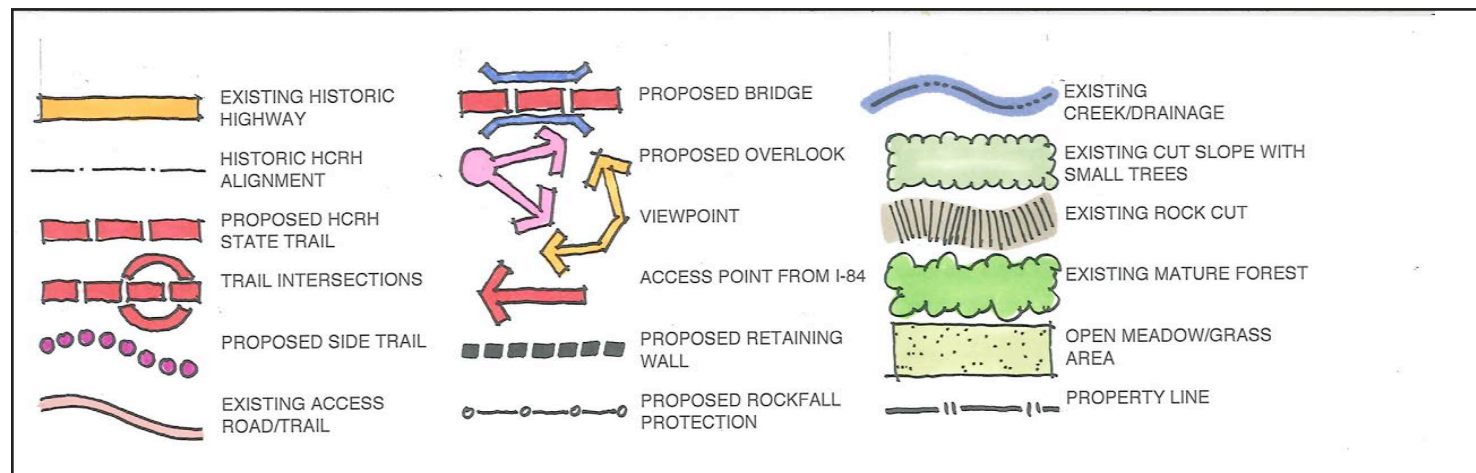 EXISTING HISTORIC
HIGHWAY
HISTORIC HCRH
ALIGNMENT
PROPOSED HCRH
STATE TRAIL
TRAIL INTERSECTIONS
PROPOSED SIDE TRAIL
EXISTING ACCESS
ROAD/TRAIL
PROPOSED BRIDGE
PROPOSED OVERLOOK
VIEWPOINT
ACCESS POINT FROM I-84
PROPOSED RETAINING
WALL
PROPOSED ROCKFALL
PROTECTION
EXISTiNG
CREEK/DRAINAGE
EXISTING CUT SLOPE WITH
SMALL TREES
EXISTING ROCK CUT
EXISTING MATURE FOREST
OPEN MEADOW/GRASS
AREA
PROPERTY LINE